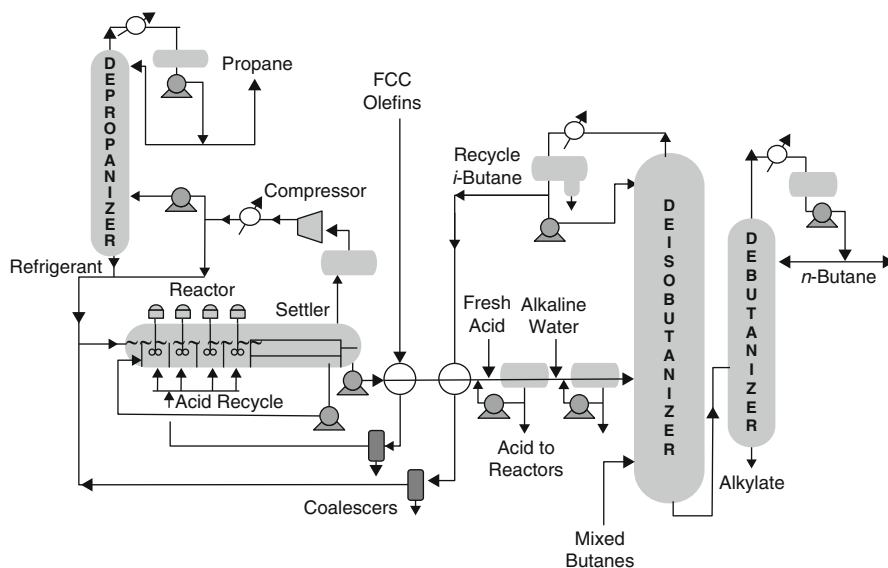 DEPROPANIZER
Propane
FCC
Olefins
Recycle
i-Butane
Compressor
DEISOBUTANIZER
DEBUTANIZER
Refrigerant
n-Butane
Reactor
Settler
Fresh
Acid
Alkaline
Water
Acid Recycle
Acid to
Reactors
Alkylate
Coalescers
Mixed
Butanes